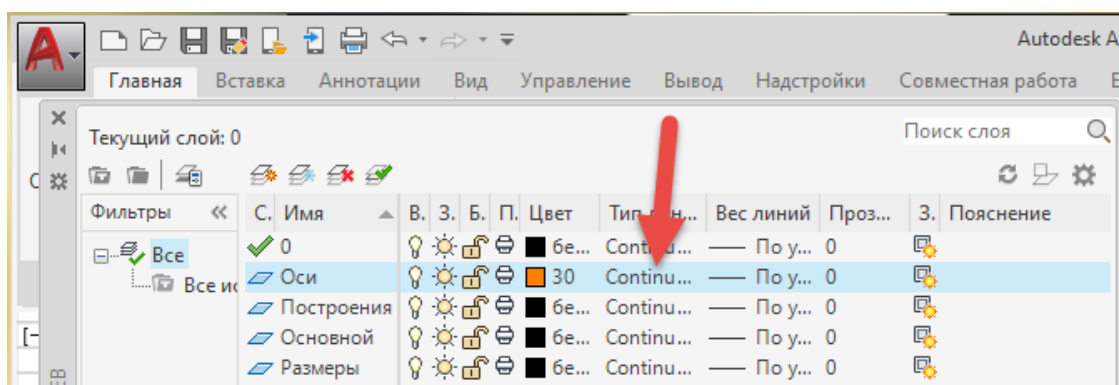 Autodesk A
Главная Вставка Аннотации Вид Управление Вывод Надстройки Совместная работа
Текущий слой: 0
Поиск слоя
Фильтры « С. Имя В. З. Б. П. Цвет Тип Вес линий Проз... З. Пояснение
Все
0 бе... Continu... По у... 0
Все ис
Оси 30 Continu... По у... 0
Построения бе... Continu... По у... 0
Основной бе... Continu... По у... 0
Размеры бе... Continu... По у... 0